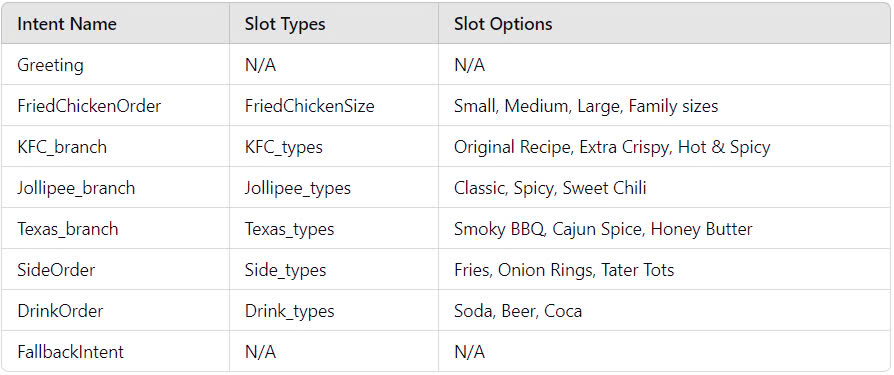 Intent Name Slot Types Slot Options
Greeting N/A N/A
FriedChickenOrder FriedChickenSize Small, Medium, Large, Family sizes
KFC_branch KFC_types Original Recipe, Extra Crispy, Hot & Spicy
Jollipee_branch Jollipee_types Classic, Spicy, Sweet Chili
Texas_branch Texas_types Smoky BBQ, Cajun Spice, Honey Butter
SideOrder Side_types Fries, Onion Rings, Tater Tots
DrinkOrder Drink_types Soda, Beer, Coca
FallbackIntent N/A N/A